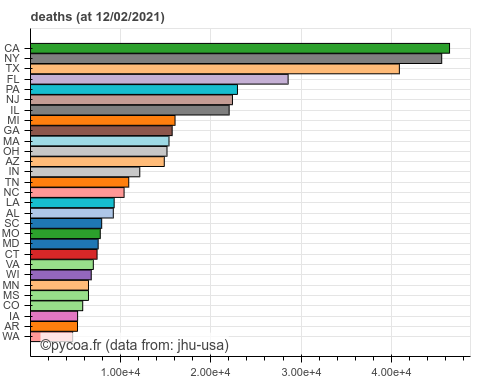 deaths (at 12/02/2021)
CA
NY
TX
FL
PA
NJ
IL
MI
GA
MA
OH
AZ
IN
TN
NC
LA
AL
SC
MO
MD
CT
VA
WI
MN
MS
CO
IA
AR
WA
©pycoa.fr (data from: jhu-usa)
1.00e+4 2.00e+4 3.00e+4 4.00e+4